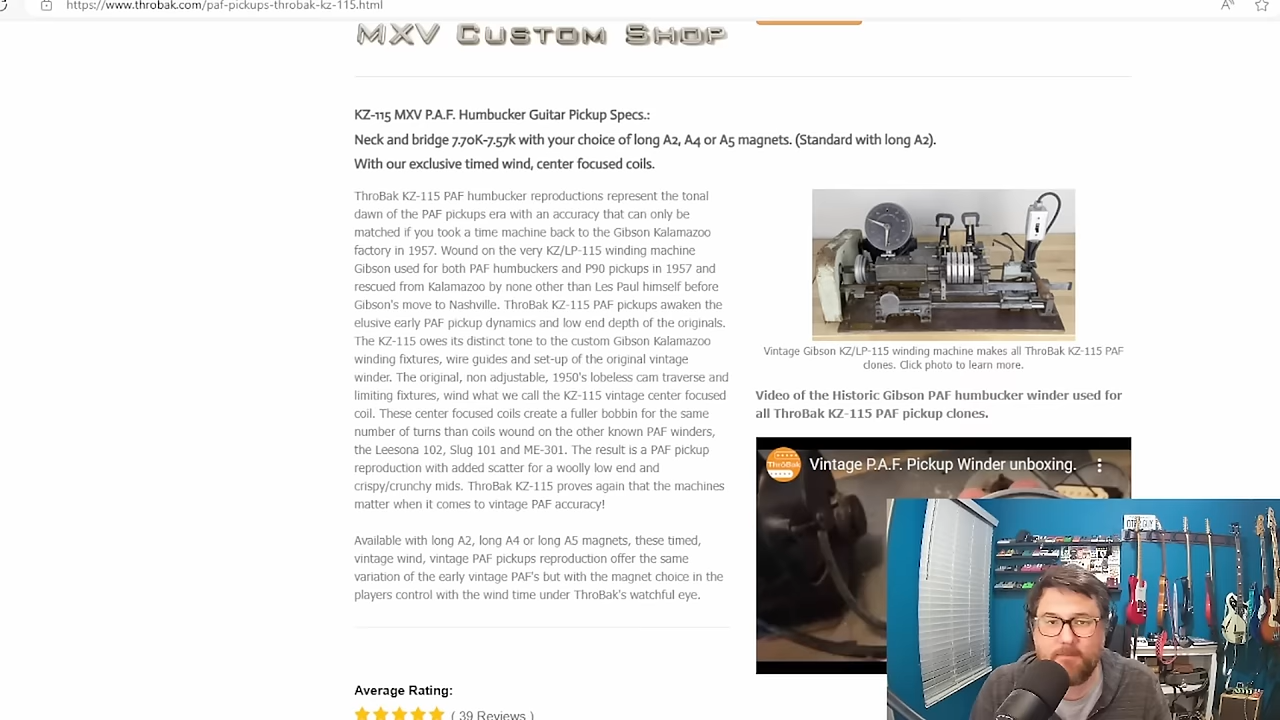 https://www.throbak.com/paf-pickups-throbak-kz-115.html
MXV Custom Shop
KZ-115 MXV P.A.F. Humbucker Guitar Pickup Specs.:
Neck and bridge 7.70K-7.57k with your choice of long A2, A4 or A5 magnets. (Standard with long A2).
With our exclusive timed wind, center focused coils.
ThroBak KZ-115 PAF humbucker reproductions represent the tonal
dawn of the PAF pickups era with an accuracy that can only be
matched if you took a time machine back to the Gibson Kalamazoo
factory in 1957. Wound on the very KZ/LP-115 winding machine
Gibson used for both PAF humbuckers and P90 pickups in 1957 and
rescued from Kalamazoo by none other than Les Paul himself before
Gibson's move to Nashville. ThroBak KZ-115 PAF pickups awaken the
elusive early PAF pickup dynamics and low end depth of the originals.
The KZ-115 owes its distinct tone to the custom Gibson Kalamazoo
winding fixtures, wire guides and set-up of the original vintage
winder. The original, non adjustable, 1950's lobeless cam traverse and
limiting fixtures, wind what we call the KZ-115 vintage center focused
coil. These center focused coils create a fuller bobbin for the same
number of turns than coils wound on the other known PAF winders,
the Leesona 102, Slug 101 and ME-301. The result is a PAF pickup
reproduction with added scatter for a woolly low end and
crispy/crunchy mids. ThroBak KZ-115 proves again that the machines
matter when it comes to vintage PAF accuracy!
Available with long A2, long A4 or long A5 magnets, these timed,
vintage wind, vintage PAF pickups reproduction offer the same
variation of the early vintage PAF's but with the magnet choice in the
players control with the wind time under ThroBak's watchful eye.
Average Rating:
( 39 Reviews )
Vintage Gibson KZ/LP-115 winding machine makes all ThroBak KZ-115 PAF
clones. Click photo to learn more.
Video of the Historic Gibson PAF humbucker winder used for
all ThroBak KZ-115 PAF pickup clones.
ThröBak
Vintage P.A.F. Pickup Winder unboxing.